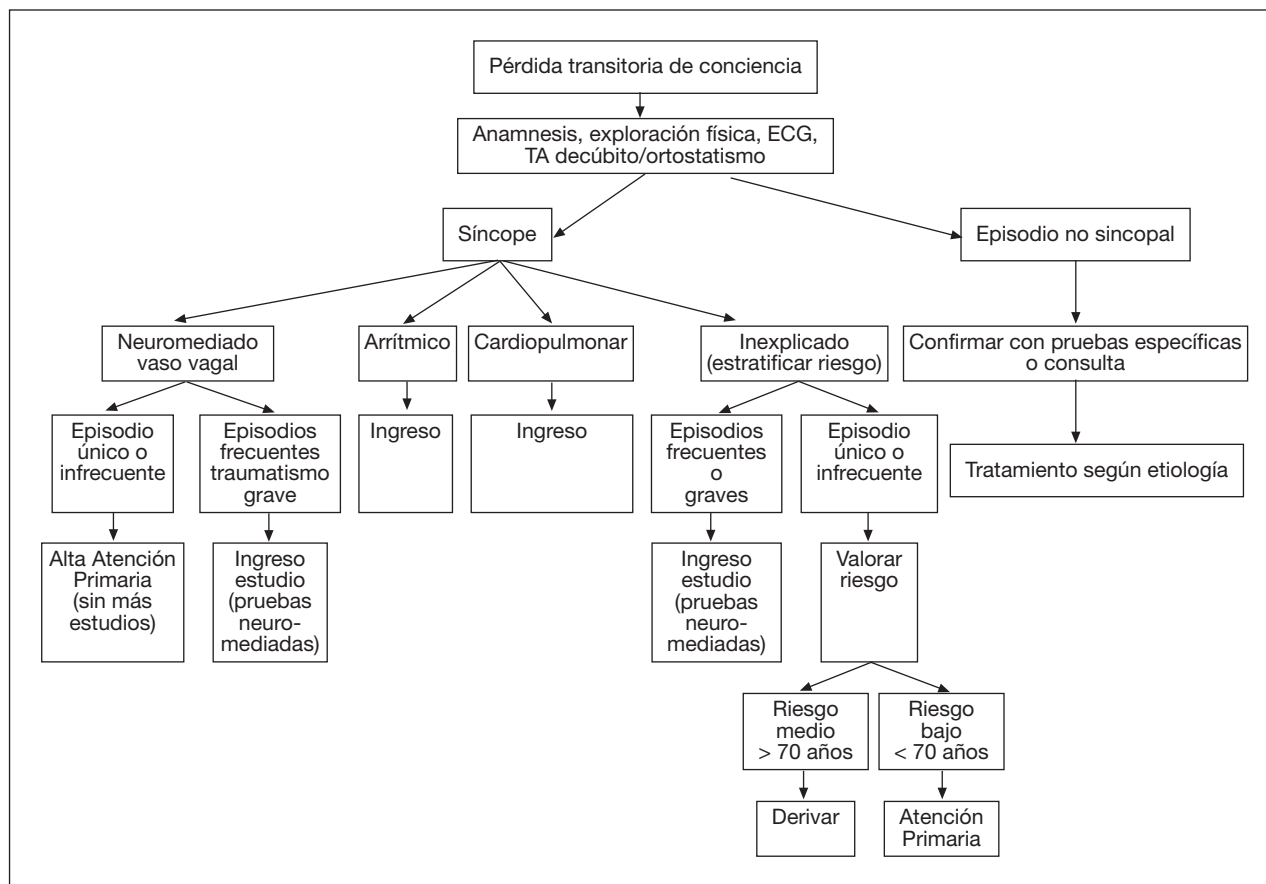 Pérdida transitoria de conciencia
Anamnesis, exploración física, ECG,
TA decúbito/ortostatismo
Síncope
Episodio no sincopal
Neuromediado
vaso vagal
Arrítmico
Cardiopulmonar
Inexplicado
(estratificar riesgo)
Confirmar con pruebas específicas
o consulta
Episodio
único o
infrecuente
Episodios
frecuentes
traumatismo
grave
Ingreso
Ingreso
Episodios
frecuentes
o
graves
Episodio
único o
infrecuente
Tratamiento según etiología
Alta Atención
Primaria
(sin más
estudios)
Ingreso
estudio
(pruebas
neuro-
mediadas)
Ingreso
estudio
(pruebas
neuro-
mediadas)
Valorar
riesgo
Riesgo
medio
> 70 años
Riesgo
bajo
< 70 años
Derivar
Atención
Primaria